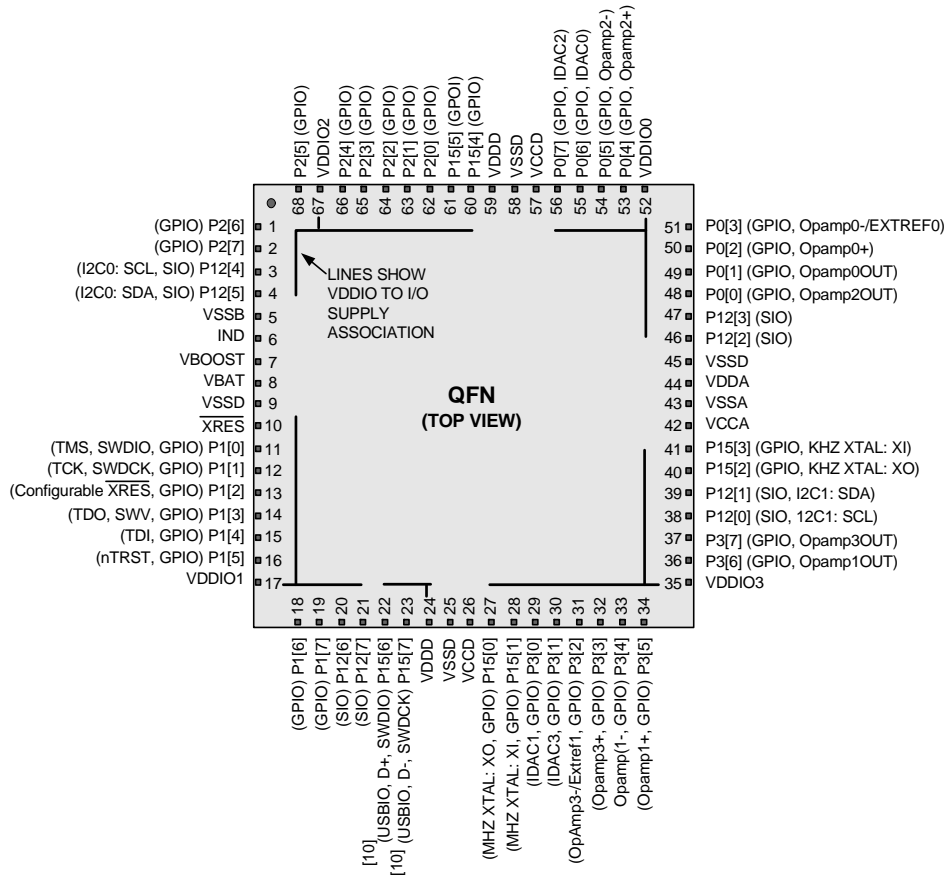 P2[5] (GPIO)
VDDIO2
P2[4] (GPIO)
P2[3] (GPIO)
P2[2] (GPIO)
P2[1] (GPIO)
P2[0] (GPIO)
P15[5] (GPOI)
P15[4] (GPIO)
VDDD
VSSD
VCCD
P0[7] (GPIO, IDAC2)
P0[6] (GPIO, IDAC0)
P0[5] (GPIO, Opamp2-)
P0[4] (GPIO, Opamp2+)
VDDIO0
68
67
66
65
64
63
62
61
60
59
58
57
56
55
54
53
52
(GPIO) P2[6] 1
(GPIO) P2[7] 2
(I2C0: SCL, SIO) P12[4] 3
(I2C0: SDA, SIO) P12[5] 4
VSSB 5
IND 6
VBOOST 7
VBAT 8
VSSD 9
XRES 10
(TMS, SWDIO, GPIO) P1[0] 11
(TCK, SWDCK, GPIO) P1[1] 12
(Configurable XRES, GPIO) P1[2] 13
(TDO, SWV, GPIO) P1[3] 14
(TDI, GPIO) P1[4] 15
(nTRST, GPIO) P1[5] 16
VDDIO1 17
LINES SHOW
VDDIO TO I/O
SUPPLY
ASSOCIATION
QFN
(TOP VIEW)
51 P0[3] (GPIO, Opamp0-/EXTREF0)
50 P0[2] (GPIO, Opamp0+)
49 P0[1] (GPIO, Opamp0OUT)
48 P0[0] (GPIO, Opamp2OUT)
47 P12[3] (SIO)
46 P12[2] (SIO)
45 VSSD
44 VDDA
43 VSSA
42 VCCA
41 P15[3] (GPIO, KHZ XTAL: XI)
40 P15[2] (GPIO, KHZ XTAL: XO)
39 P12[1] (SIO, I2C1: SDA)
38 P12[0] (SIO, 12C1: SCL)
37 P3[7] (GPIO, Opamp3OUT)
36 P3[6] (GPIO, Opamp1OUT)
35 VDDIO3
18
19
20
21
22
23
24
25
26
27
28
29
30
31
32
33
34
(GPIO) P1[6]
(GPIO) P1[7]
(SIO) P12[6]
(SIO) P12[7]
[10] (USBIO, D+, SWDIO) P15[6]
[10] (USBIO, D-, SWDCK) P15[7]
VDDD
VSSD
VCCD
(MHZ XTAL: XO, GPIO) P15[0]
(MHZ XTAL: XI, GPIO) P15[1]
(IDAC1, GPIO) P3[0]
(IDAC3, GPIO) P3[1]
(OpAmp3-/Extref1, GPIO) P3[2]
(Opamp3+, GPIO) P3[3]
Opamp(1-, GPIO) P3[4]
(Opamp1+, GPIO) P3[5]